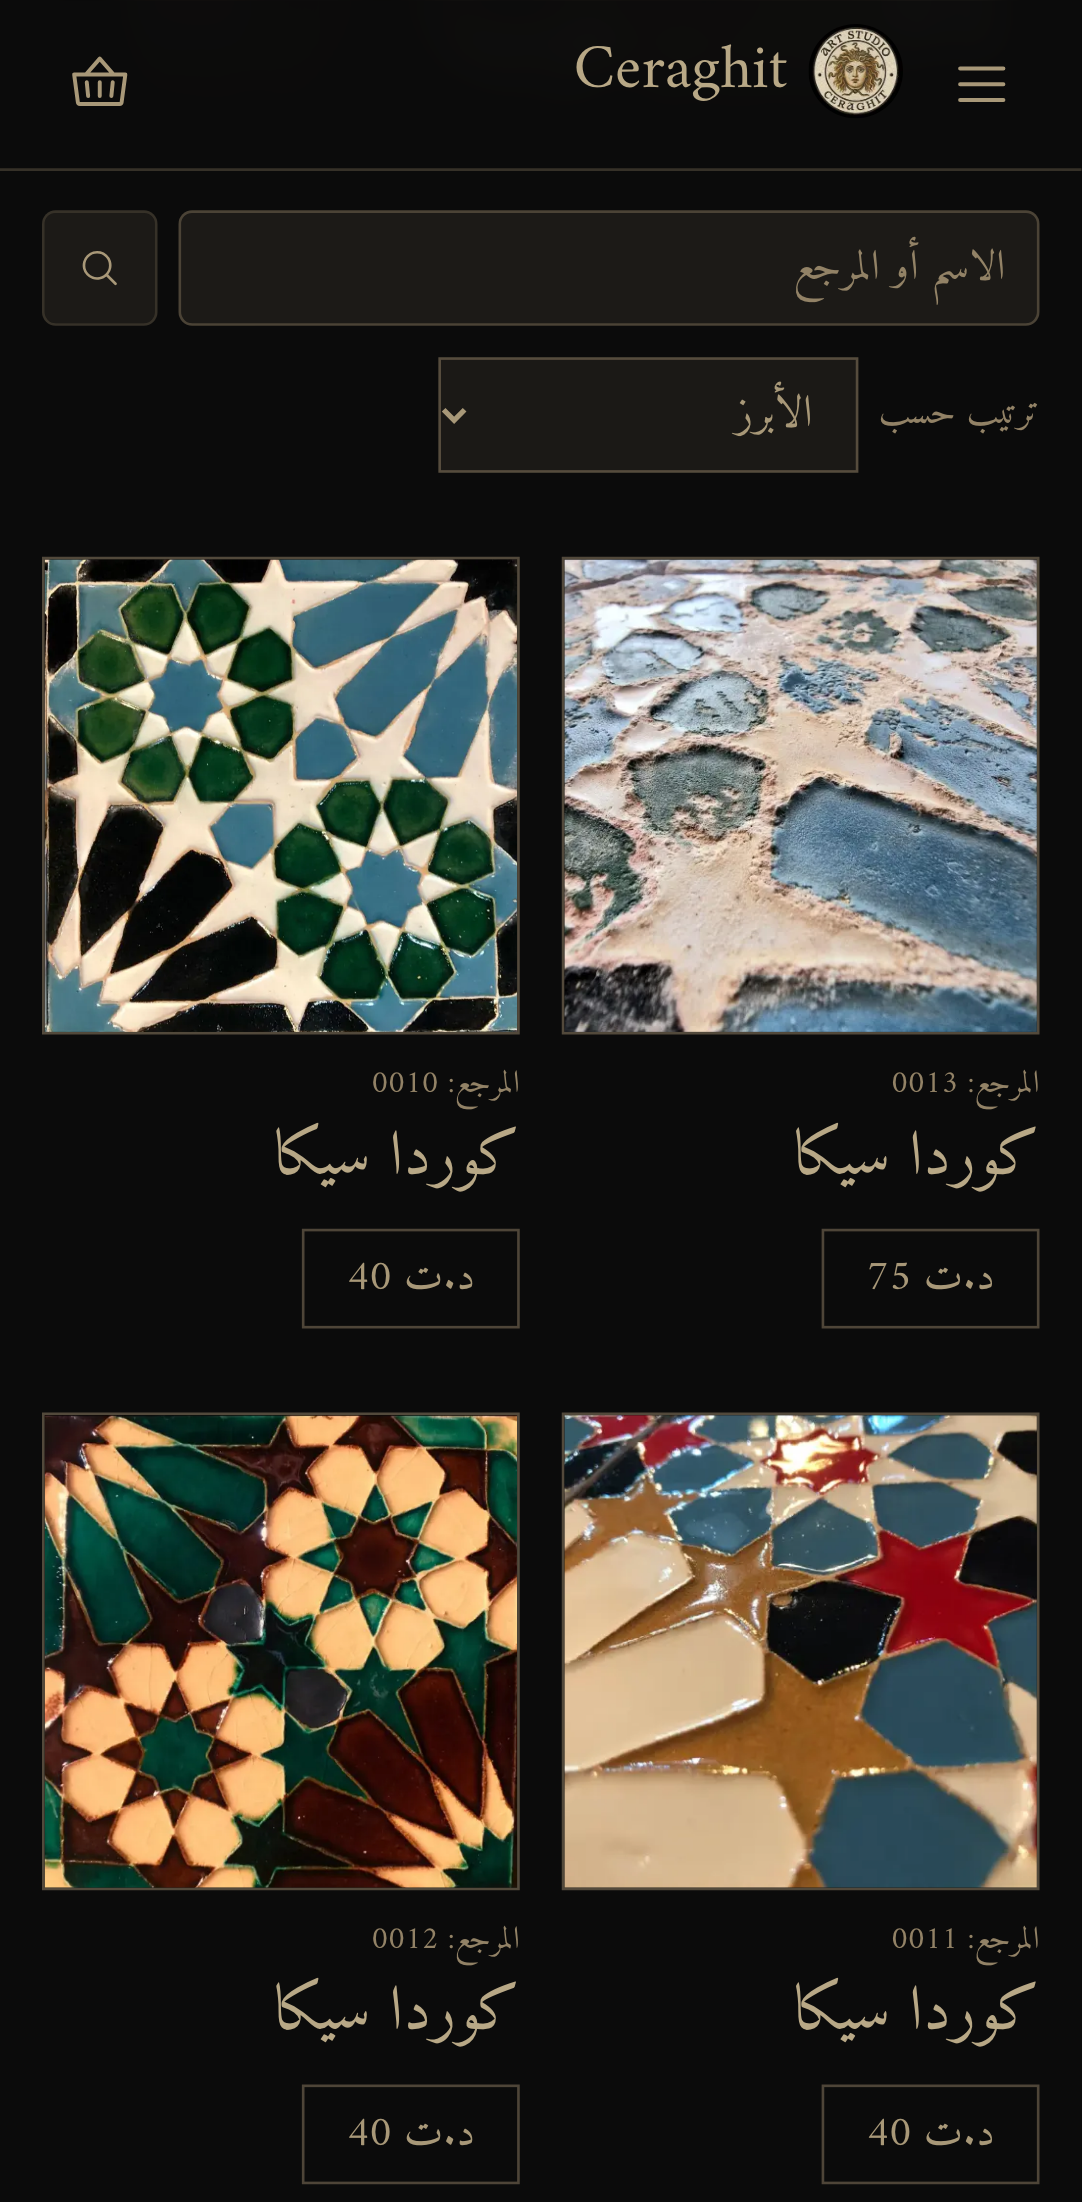 Ceraghit
ART STUDIO
CERAGHIT
الاسم أو المرجع
ترتيب حسب
الأبرز
المرجع: 0013
كوردا سيكا
75 د.ت
المرجع: 0010
كوردا سيكا
40 د.ت
المرجع: 0011
كوردا سيكا
40 د.ت
المرجع: 0012
كوردا سيكا
40 د.ت